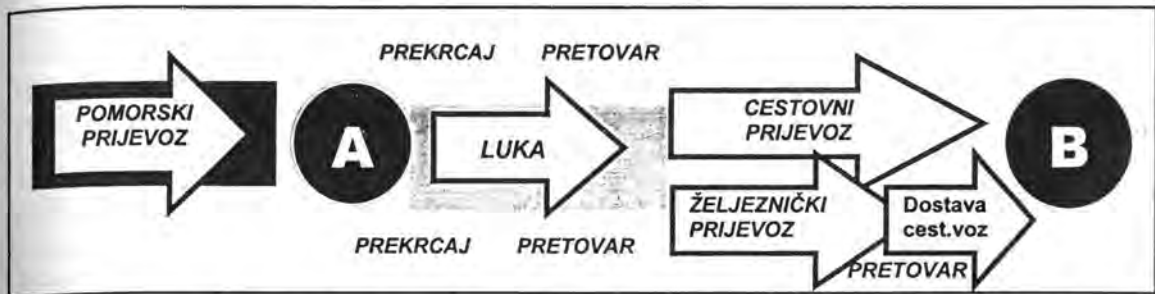 PREKRCAJ PRETOVAR
POMORSKI
PRIJEVOZ
A
LUKA
CESTOVNI
PRIJEVOZ
B
ŽELJEZNIČKI
PRIJEVOZ
Dostava
cest.voz
PREKRCAJ PRETOVAR
PRETOVAR